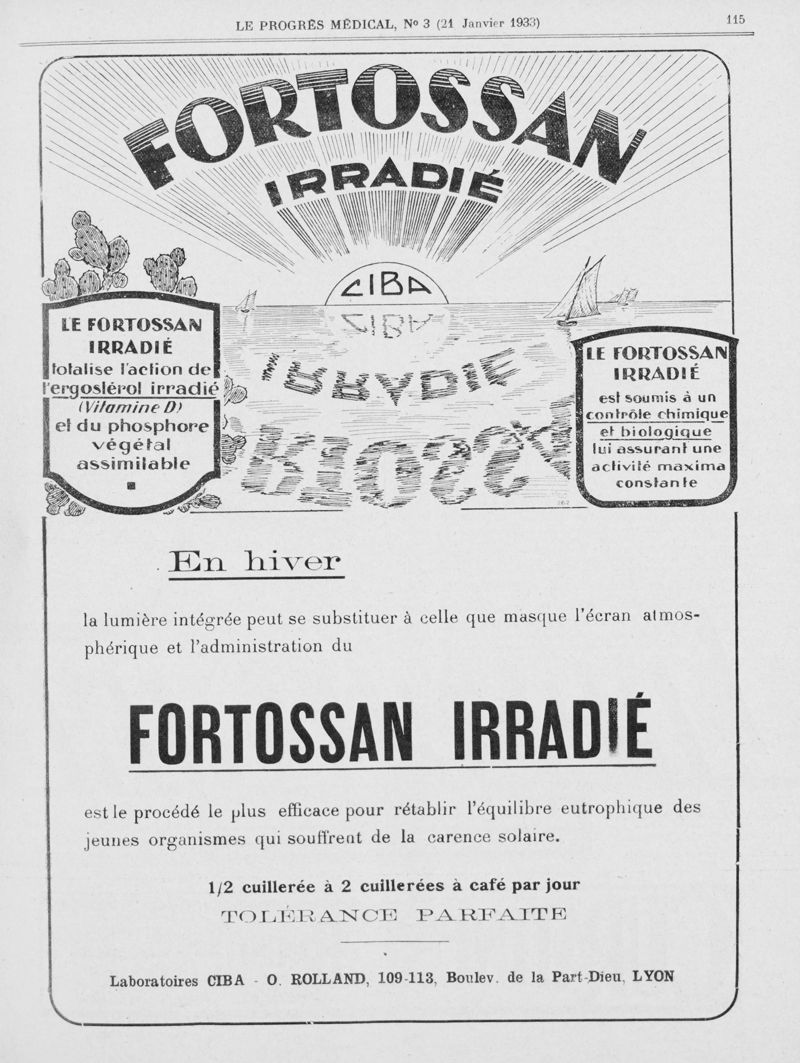 LE PROGRÈS MÉDICAL, No 3 (21 Janvier 1933)
115
FORTOSSAN
IRRADIÉ
CIBA
CIBA
IRRADIE
LE FORTOSSAN
IRRADIÉ
totalise l'action de
l'ergostérol irradié
(Vitamine D)
et du phosphore
végétal
assimilable
LE FORTOSSAN
IRRADIÉ
est soumis à un
contrôle chimique
et biologique
lui assurant une
activité maxima
constante
En hiver
la lumière intégrée peut se substituer à celle que masque l'écran atmos-
phérique et l'administration du
FORTOSSAN IRRADIÉ
est le procédé le plus efficace pour rétablir l'équilibre eutrophique des
jeunes organismes qui souffrent de la carence solaire.
1/2 cuillerée à 2 cuillerées à café par jour
TOLÉRANCE PARFAITE
Laboratoires CIBA - O. ROLLAND, 109-113, Boulev. de la Part-Dieu, LYON